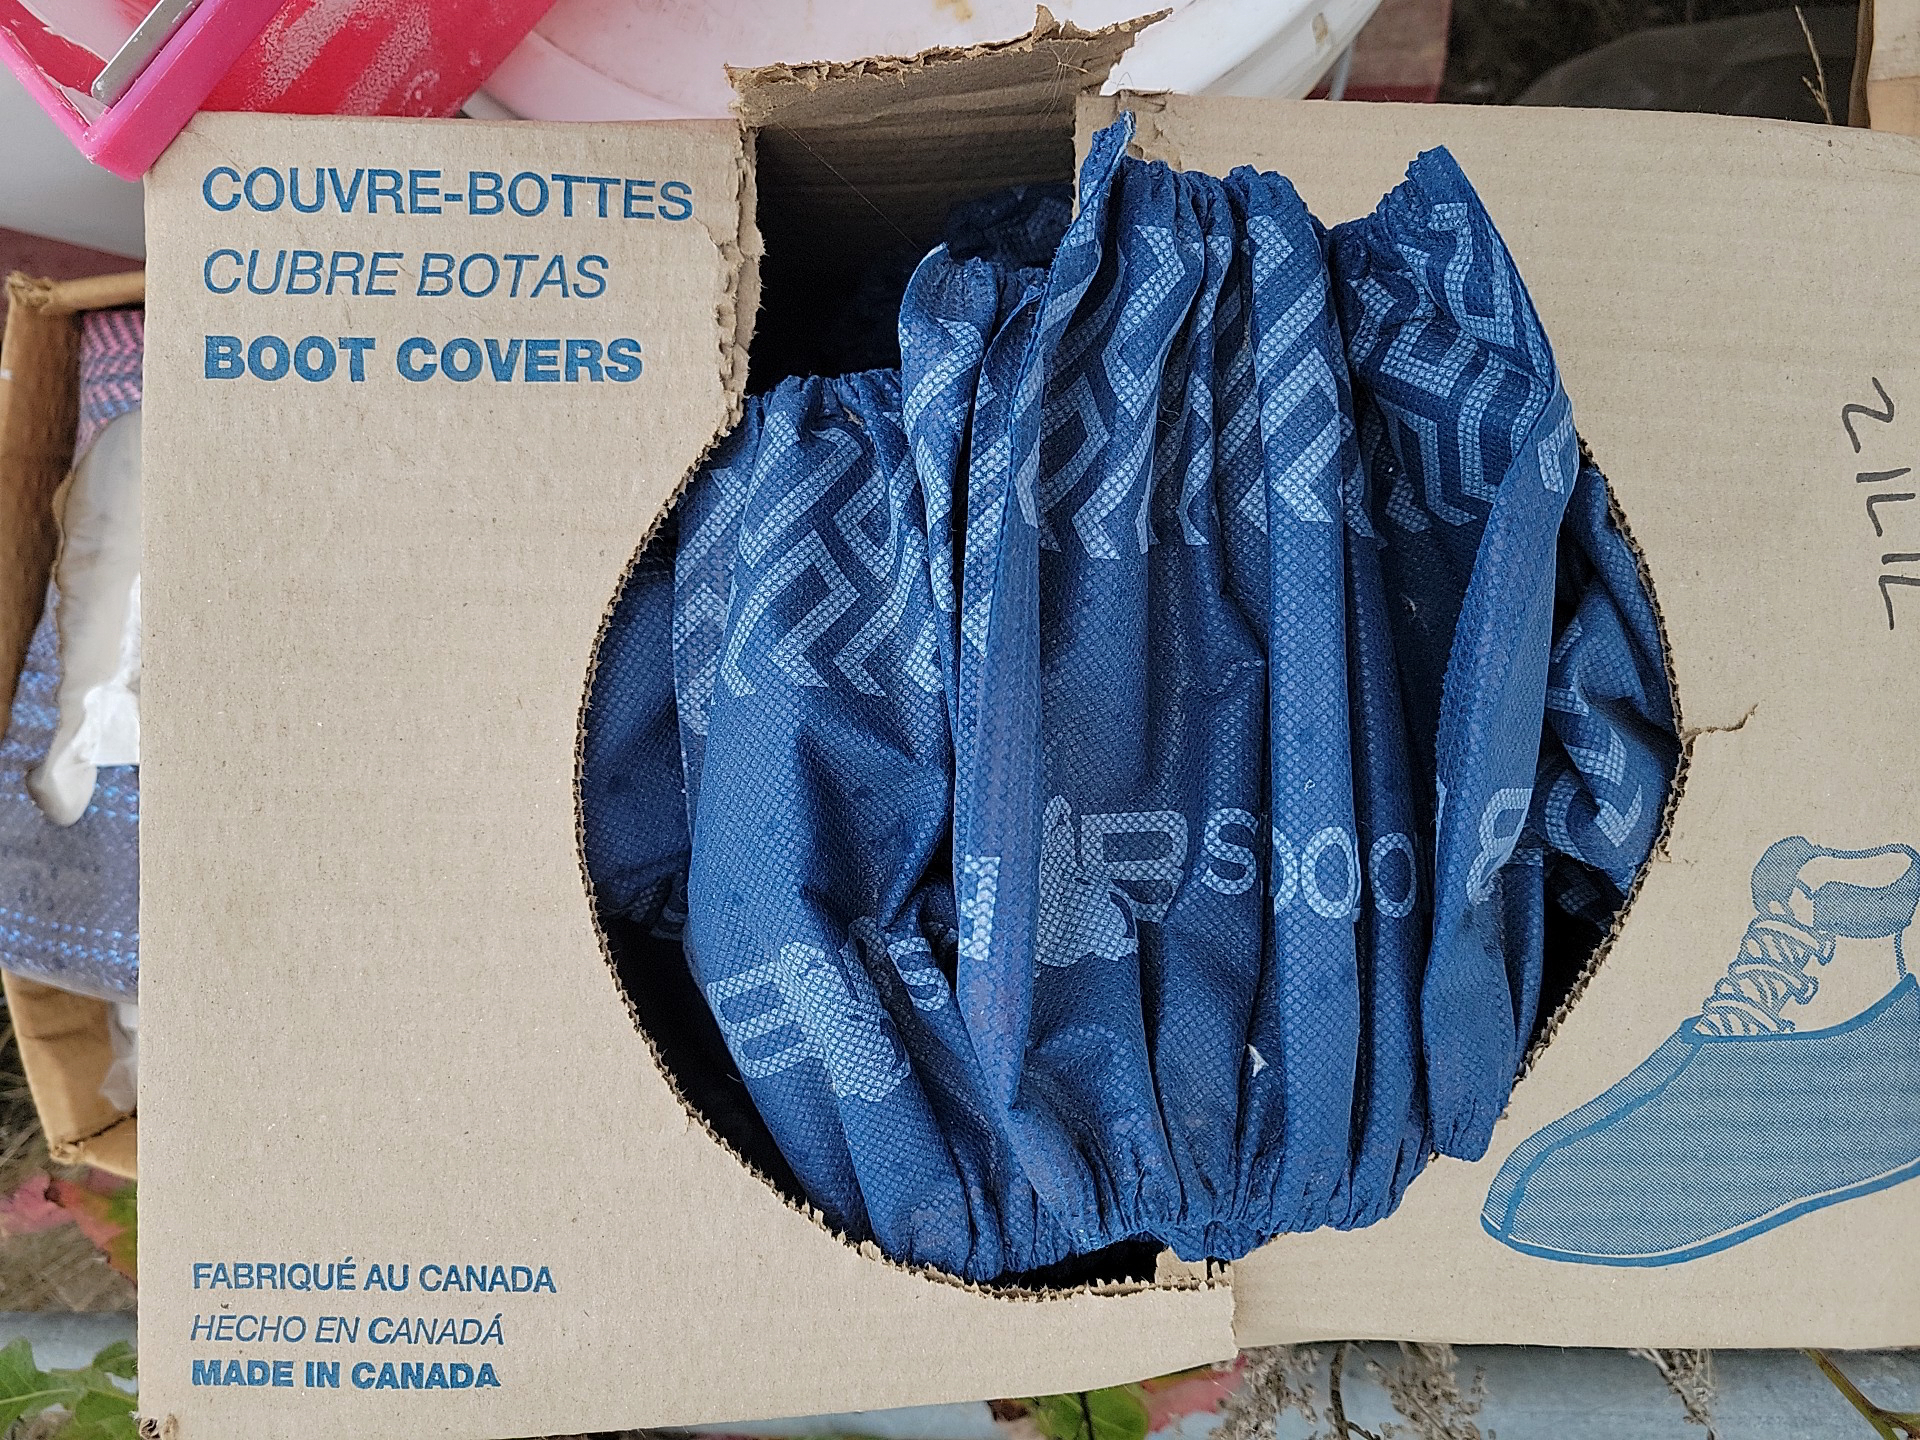 COUVRE-BOTTES
CUBRE BOTAS
BOOT COVERS
FABRIQUÉ AU CANADA
HECHO EN CANADÁ
MADE IN CANADA